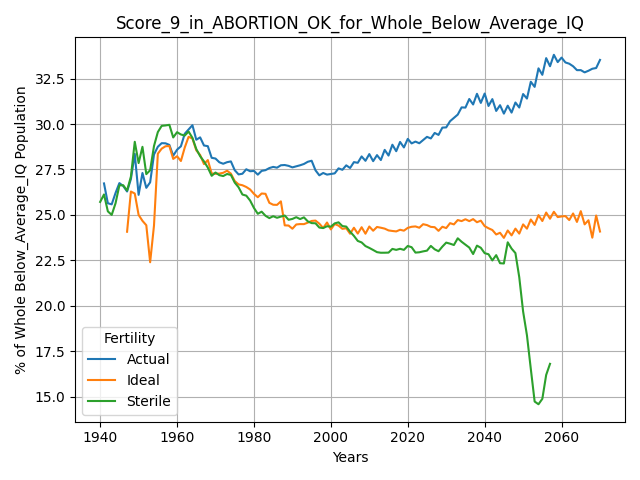 Score_9_in_ABORTION_OK_for_Whole_Below_Average_IQ
% of Whole Below_Average_IQ Population
32.5
30.0
27.5
25.0
22.5
20.0
17.5
15.0
Fertility
Actual
Ideal
Sterile
1940 1960 1980 2000 2020 2040 2060
Years